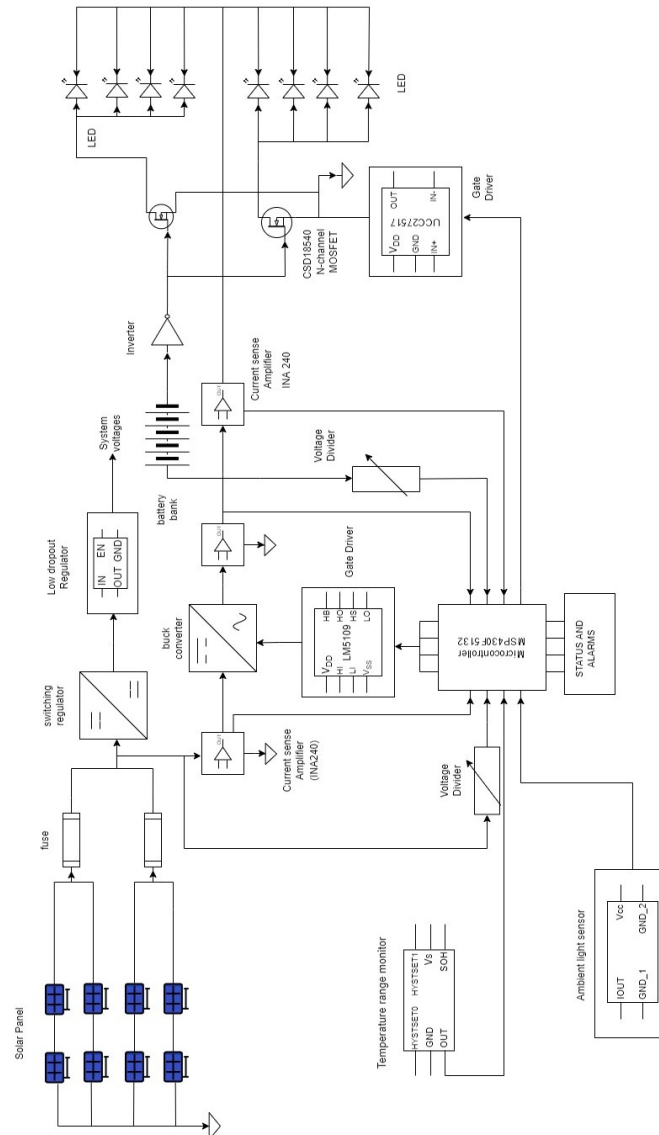 Solar Panel
fuse
switching
regulator
Low dropout
Regulator
IN
EN
OUT
GND
System
voltages
battery
bank
Inverter
LED
LED
Current sense
Amplifier
(INA240)
OUT
buck
converter
OUT
Current sense
Amplifier
INA 240
OUT
CSD18540
N-channel
MOSFET
Gate Driver
LM5109
VDD
HI
LI
VSS
HB
HO
HS
LO
Voltage
Divider
Voltage
Divider
Gate
Driver
UCC27517
VDD
GND
IN+
OUT
IN-
Microcontroller
MSP430F5132
STATUS AND
ALARMS
Temperature range monitor
HYSTSET0
HYSTSET1
GND
Vs
OUT
SOH
Ambient light sensor
IOUT
Vcc
GND_1
GND_2